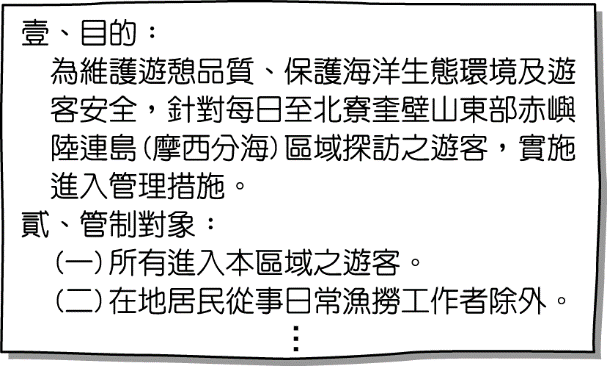 壹、目的：
為維護遊憩品質、保護海洋生態環境及遊
客安全，針對每日至北寮奎壁山東部赤嶼
陸連島(摩西分海)區域探訪之遊客，實施
進入管理措施。
貳、管制對象：
(一)所有進入本區域之遊客。
(二)在地居民從事日常漁撈工作者除外。
⋮